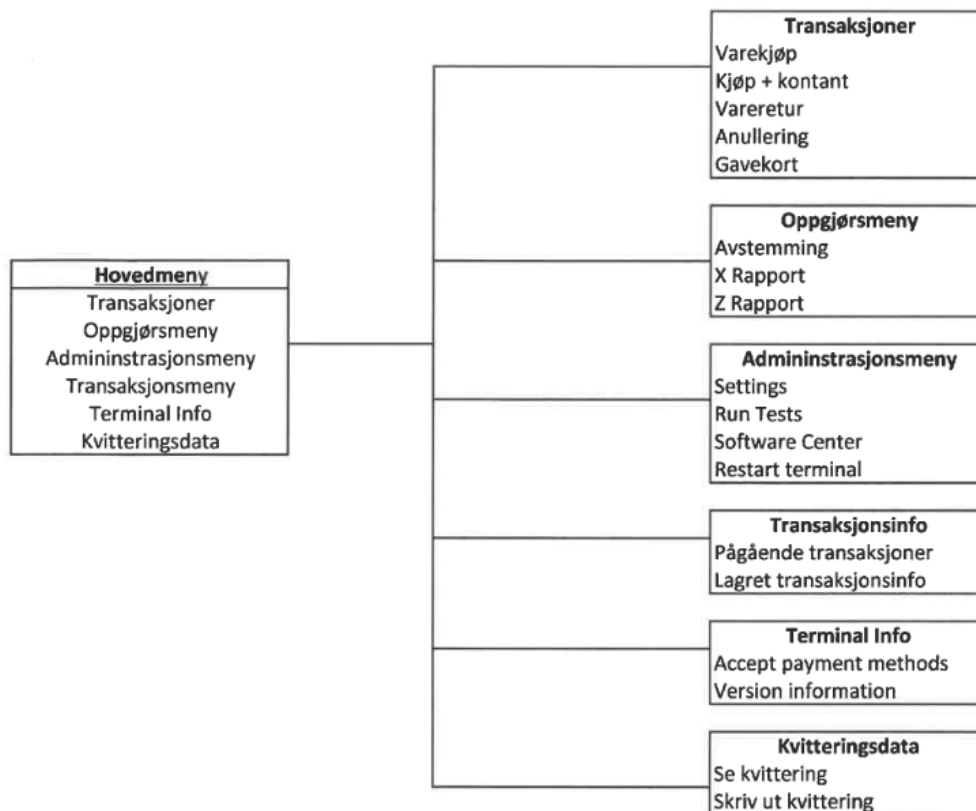 Hovedmeny
Transaksjoner
Oppgjørsmeny
Admininstrasjonsmeny
Transaksjonsmeny
Terminal Info
Kvitteringsdata
Transaksjoner
Varekjøp
Kjøp + kontant
Vareretur
Anullering
Gavekort
Oppgjørsmeny
Avstemming
X Rapport
Z Rapport
Admininstrasjonsmeny
Settings
Run Tests
Software Center
Restart terminal
Transaksjonsinfo
Pågående transaksjoner
Lagret transaksjonsinfo
Terminal Info
Accept payment methods
Version information
Kvitteringsdata
Se kvittering
Skriv ut kvittering